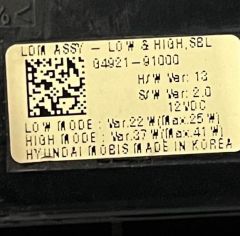 LDM ASSY - LOW & HIGH,SBL
94921-91000
H/W Ver: 13
S/W Ver: 2.0
12VDC
LOW MODE : Var.22 W(Max.25 W)
HIGH MODE : Var.37 W(Max.41 W)
HYUNDAI MOBIS MADE IN KOREA